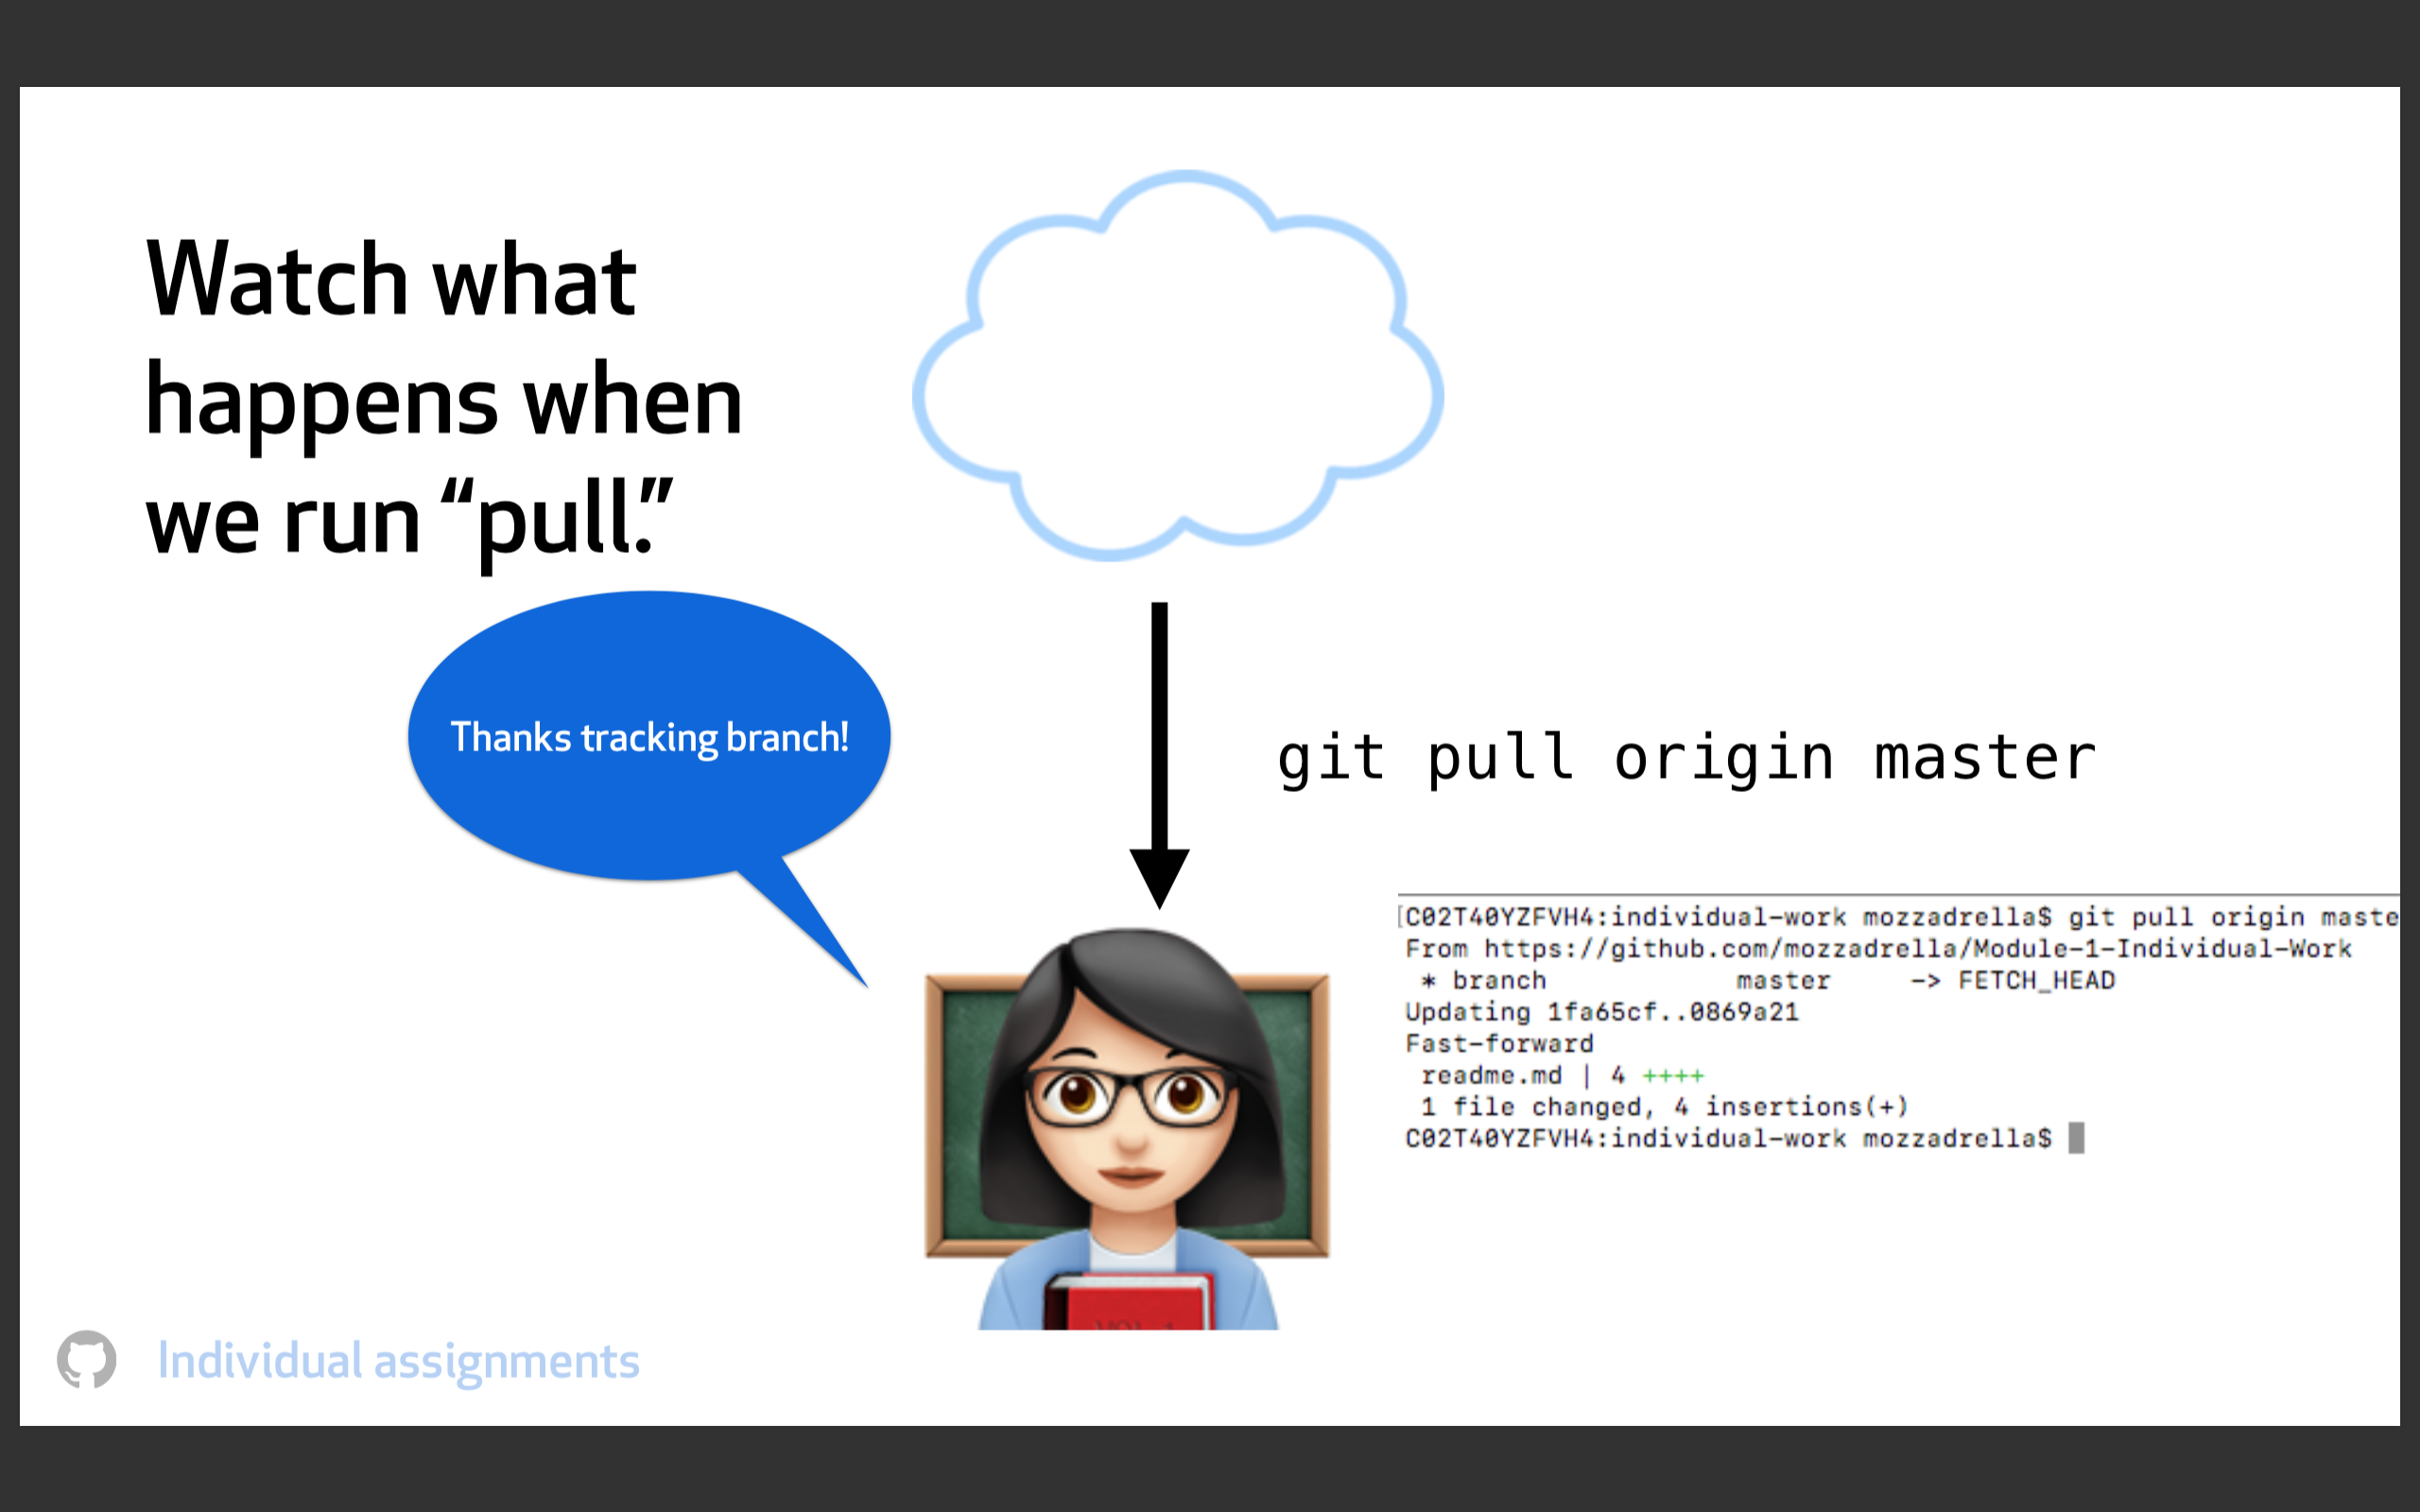 Watch what
happens when
we run “pull.”
Thanks tracking branch!
git pull origin master
[C02T40YZFVH4:individual-work mozzadrella$ git pull origin maste
From https://github.com/mozzadrella/Module-1-Individual-Work
* branch master -> FETCH_HEAD
Updating 1fa65cf..0869a21
Fast-forward
readme.md | 4 ++++
1 file changed, 4 insertions(+)
C02T40YZFVH4:individual-work mozzadrella$
Individual assignments